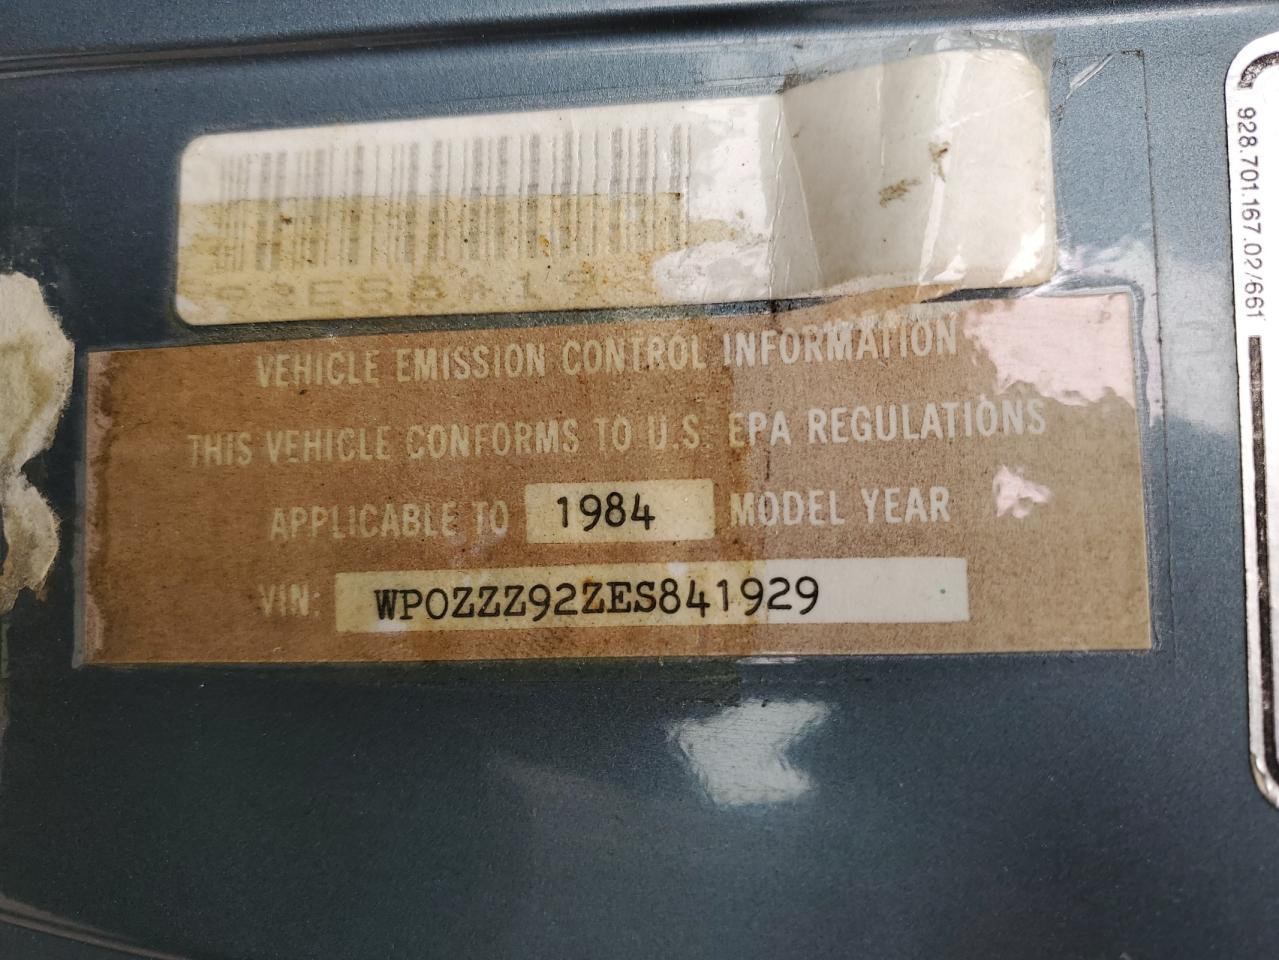 VEHICLE EMISSION CONTROL INFORMATION
THIS VEHICLE CONFORMS TO U.S. EPA REGULATIONS
APPLICABLE TO 1984 MODEL YEAR
VIN: WPOZZZ92ZES841929
928.701.167.02/661